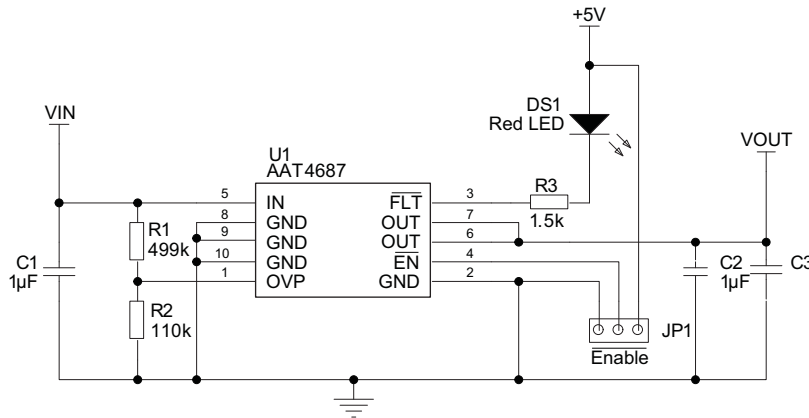 +5V
DS1
Red LED
VIN
VOUT
U1
AAT4687
5
IN
FLT
3
R3
1.5k
8
GND
OUT
7
R1
499k
9
GND
OUT
6
C1
1µF
10
GND
EN
4
C2
1µF
C3
1
OVP
GND
2
R2
110k
JP1
Enable